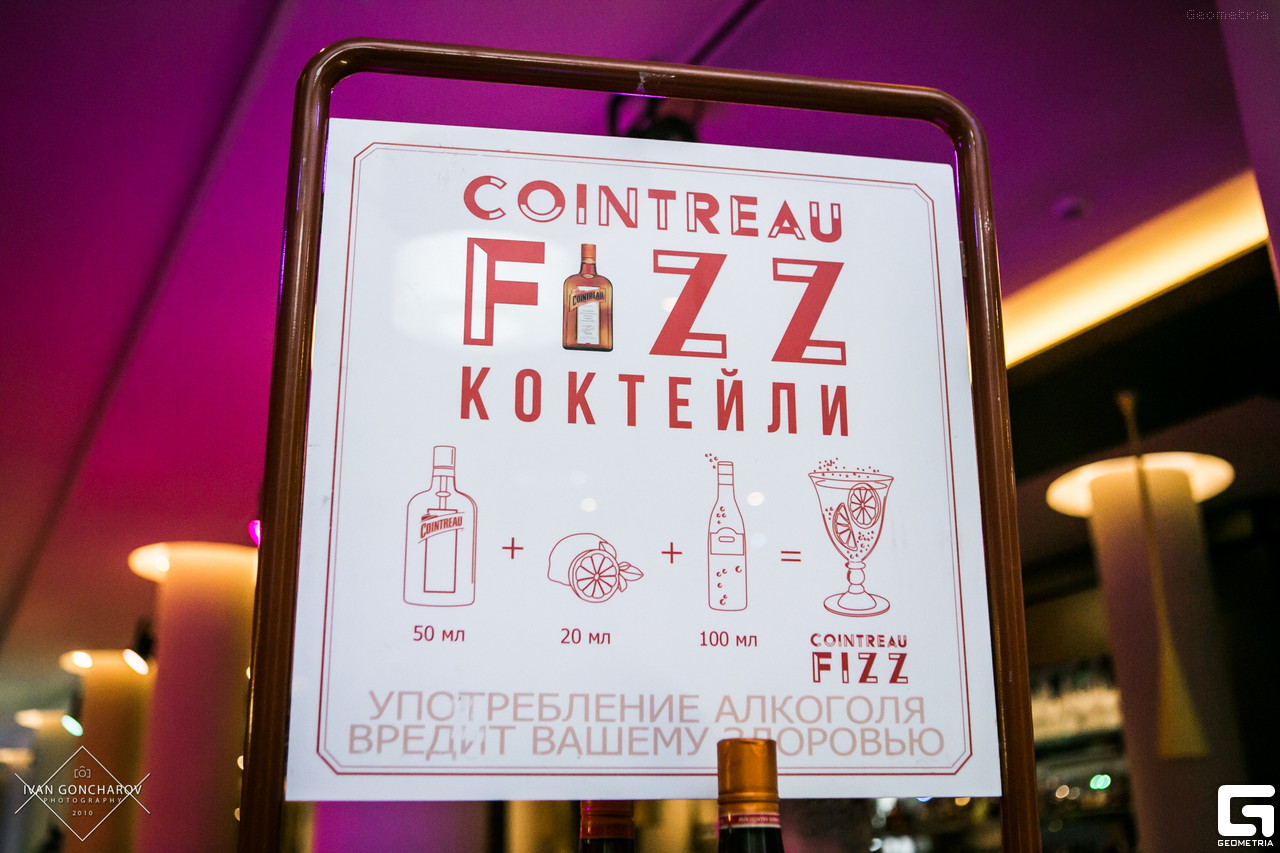 Geometria
COINTREAU
FIZZ
COINTREAU
КОКТЕЙЛИ
COINTREAU
+ + =
50 мл 20 мл 100 мл
COINTREAU
FIZZ
УПОТРЕБЛЕНИЕ АЛКОГОЛЯ
ВРЕДИТ ВАШЕМУ ЗДОРОВЬЮ
IVAN GONCHAROV
PHOTOGRAPHY
2010
GEOMETRIA